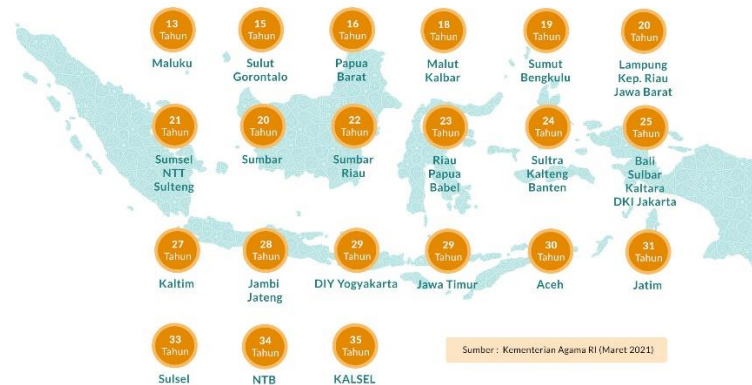 13
Tahun
Maluku
15
Tahun
Sulut
Gorontalo
16
Tahun
Papua
Barat
18
Tahun
Malut
Kalbar
19
Tahun
Sumut
Bengkulu
20
Tahun
Lampung
Kep. Riau
Jawa Barat
21
Tahun
Sumsel
NTT
Sulteng
20
Tahun
Sumbar
22
Tahun
Sumbar
Riau
23
Tahun
Riau
Papua
Babel
24
Tahun
Sultra
Kalteng
Banten
25
Tahun
Bali
Sulbar
Kaltara
DKI Jakarta
27
Tahun
Kaltim
28
Tahun
Jambi
Jateng
29
Tahun
DIY Yogyakarta
29
Tahun
Jawa Timur
30
Tahun
Aceh
31
Tahun
Jatim
33
Tahun
Sulsel
34
Tahun
NTB
35
Tahun
KALSEL
Sumber : Kementerian Agama RI (Maret 2021)